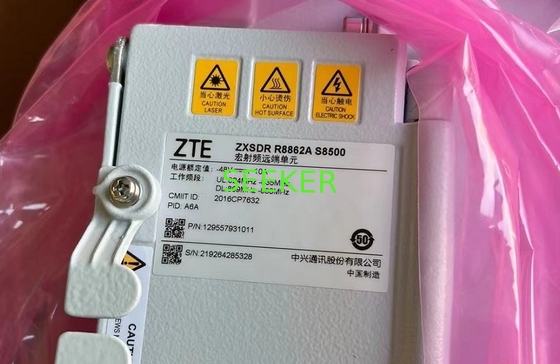 当心激光
CAUTION
LASER
小心烫伤
CAUTION
HOT SURFACE
当心触电
CAUTION
ELECTRIC SHOCK
ZTE
ZXSDR R8862A S8500
宏射频远端单元
电源额定值: -48V
工作频段:
SEEKER
CMIIT ID: 2016CP7632
PID: A6A
P/N:129557931011
50
S/N:219264285328
中兴通讯股份有限公司
中国制造